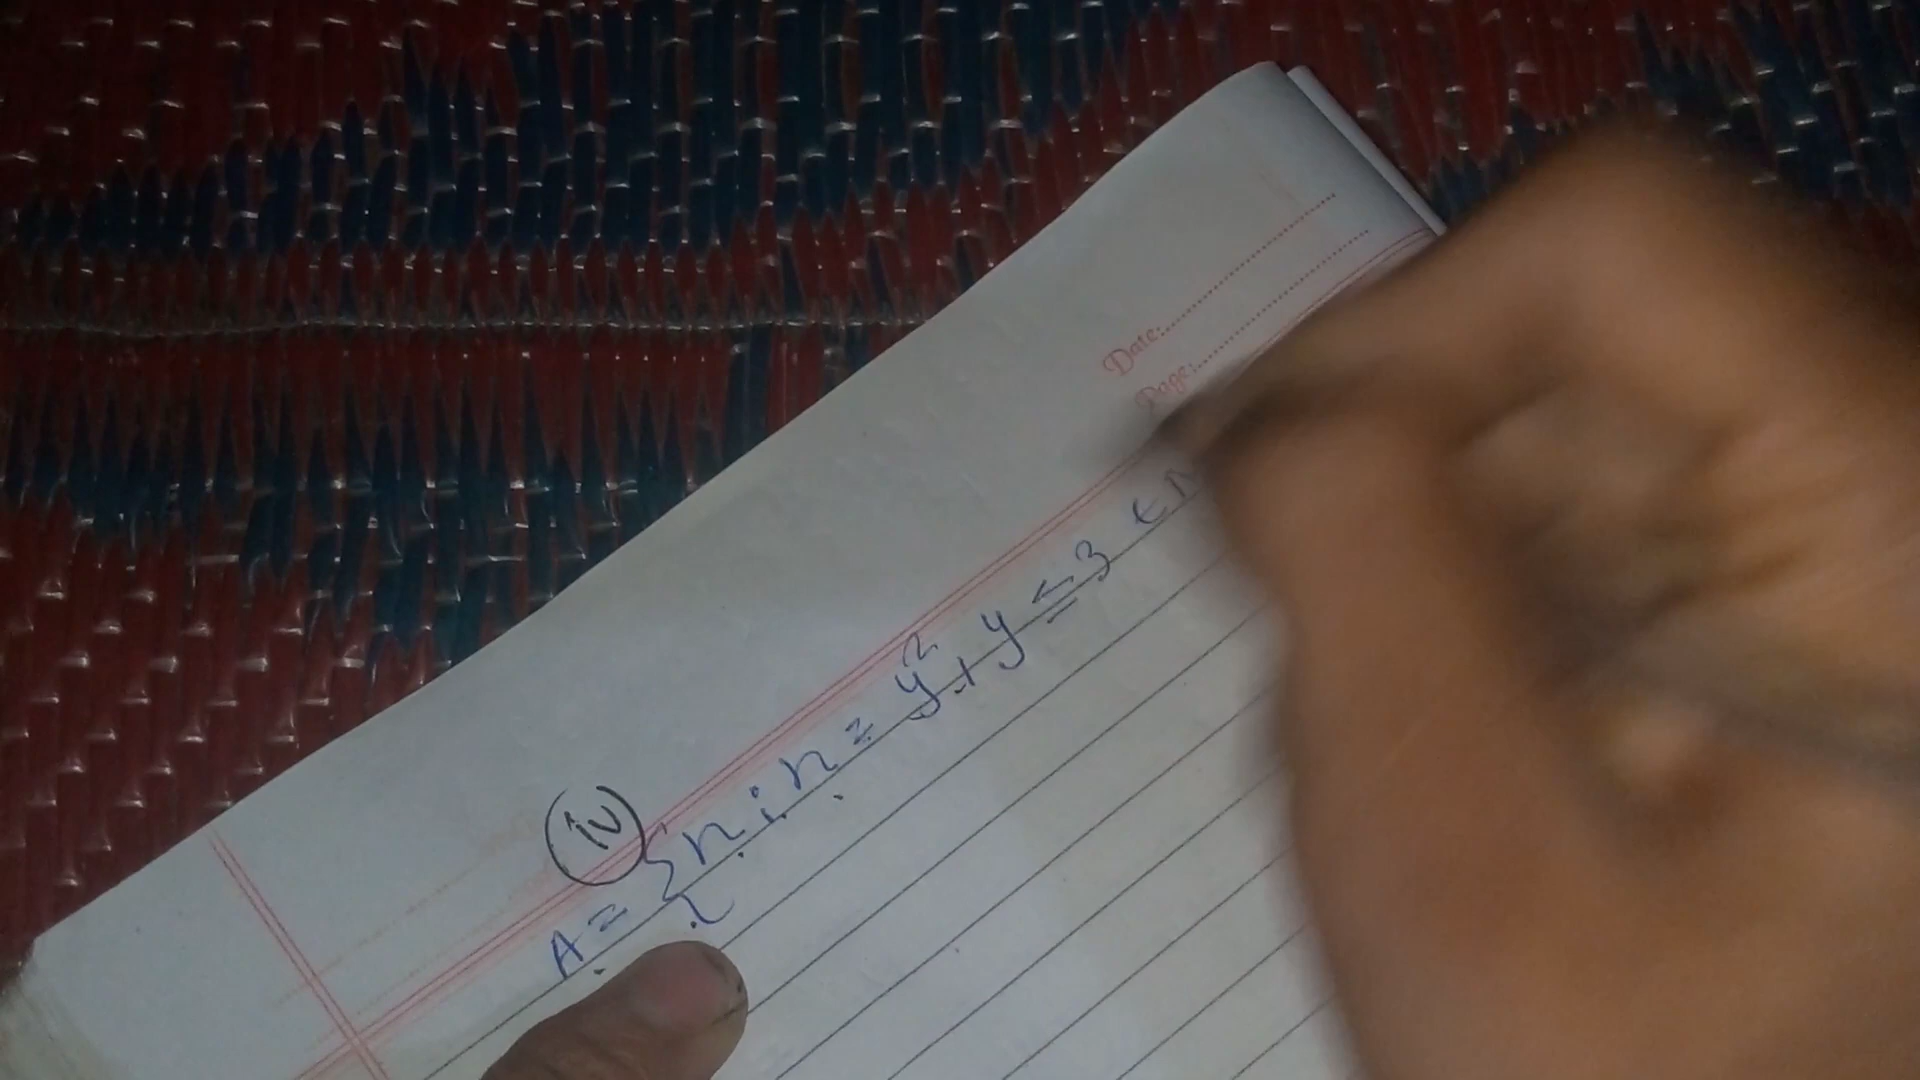 Date:
Page:
(iv)
A = { n : n = y² + y ≤ 3 ∈ N